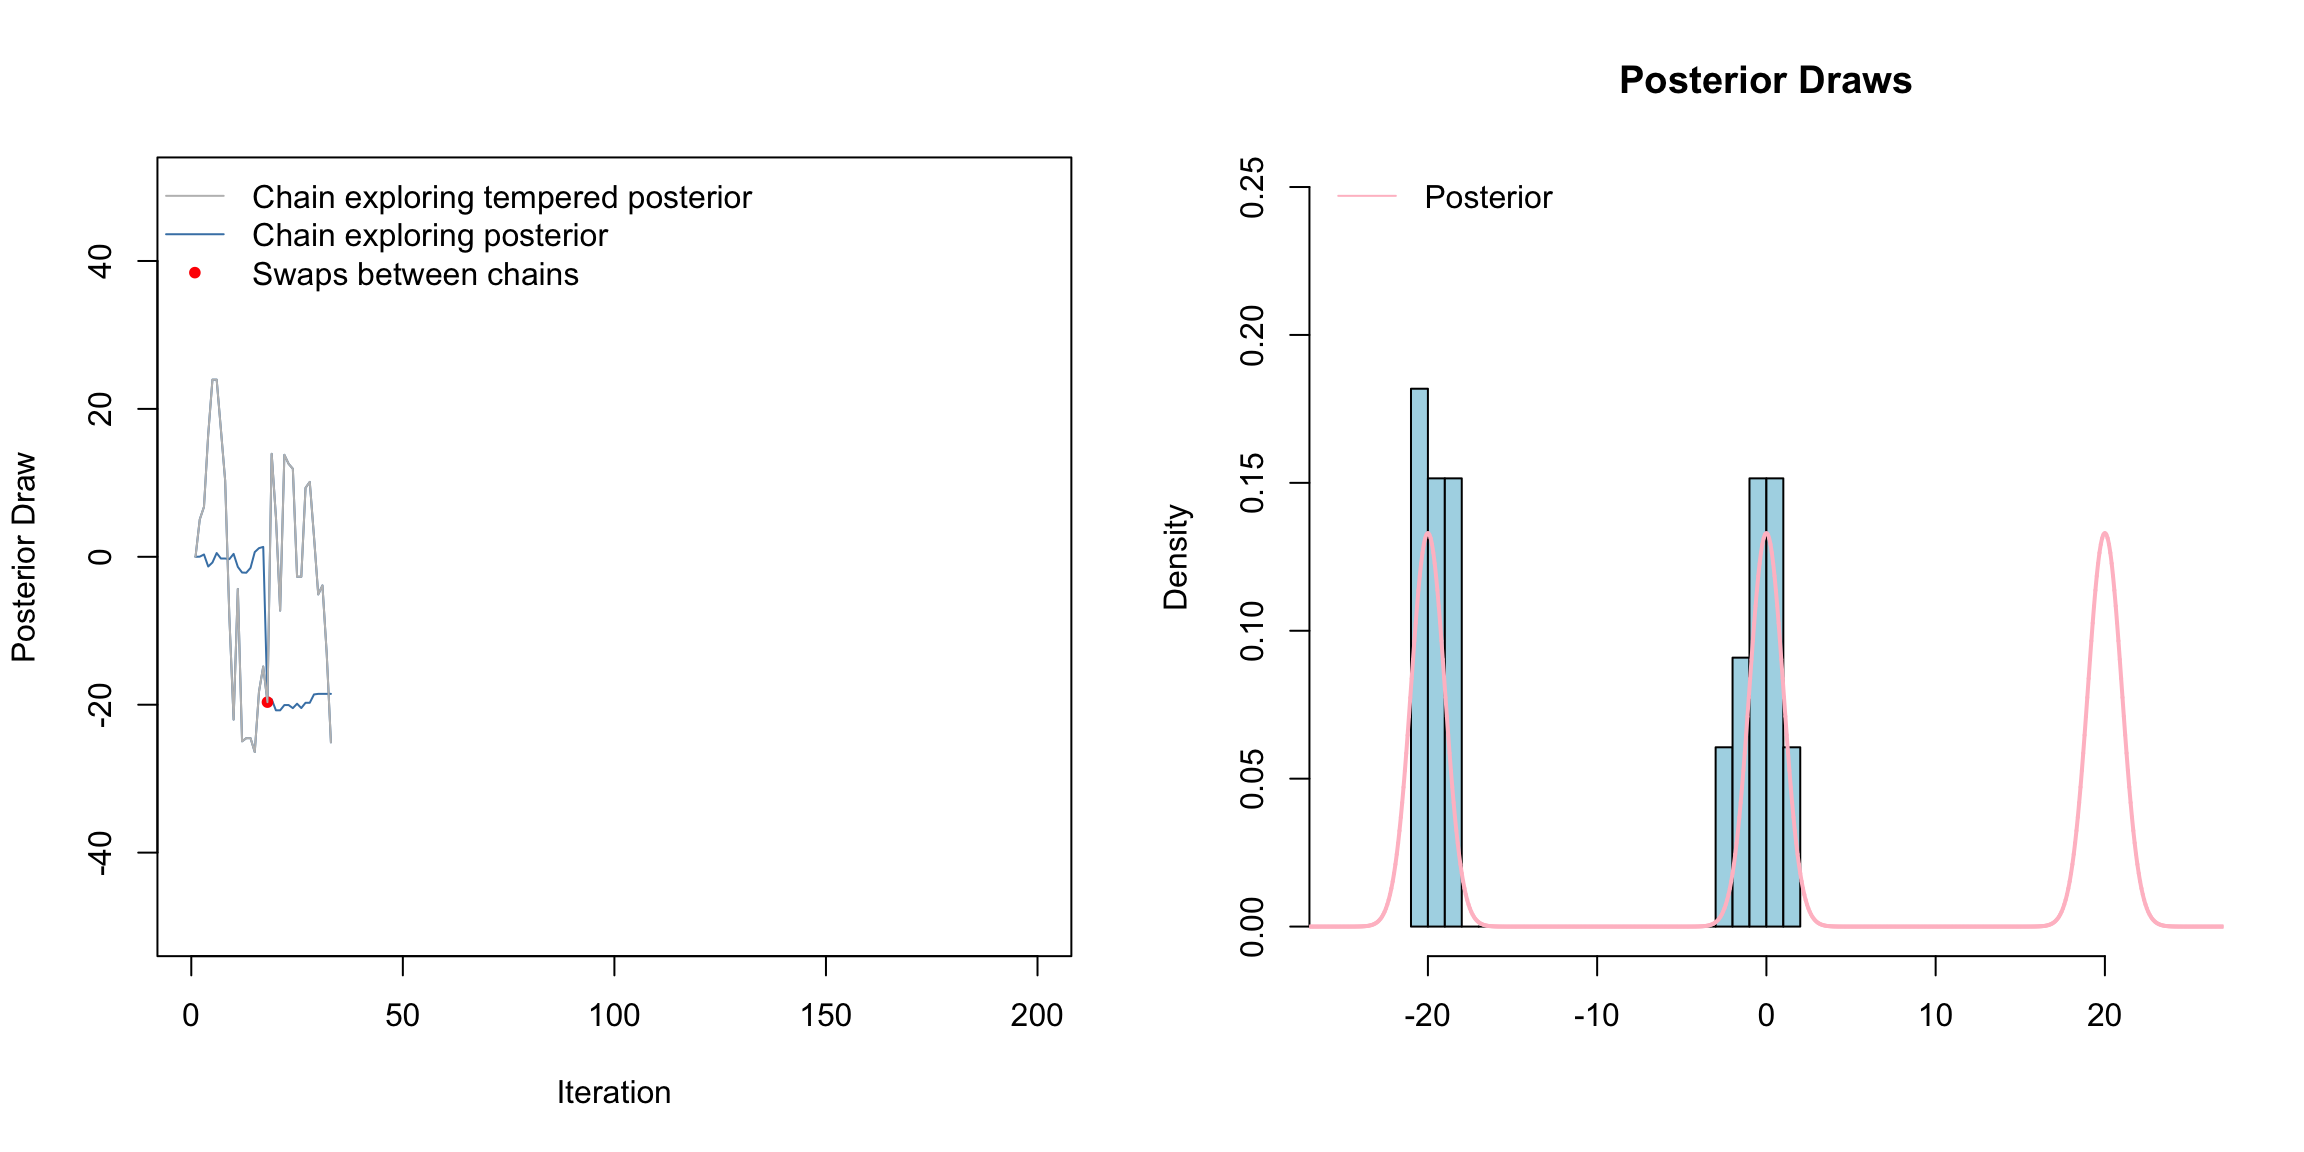 Chain exploring tempered posterior
Chain exploring posterior
Swaps between chains
Posterior Draw
40
20
0
-20
-40
0 50 100 150 200
Iteration
Posterior Draws
Posterior
Density
0.25
0.20
0.15
0.10
0.05
0.00
-20 -10 0 10 20